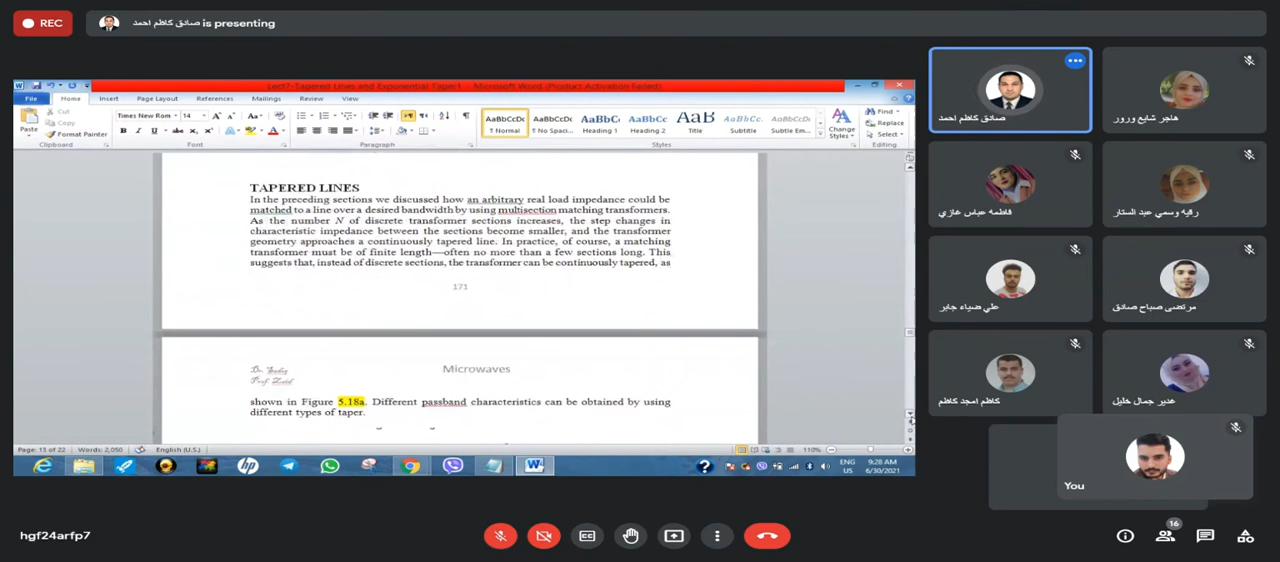 REC
صادق كاظم احمد is presenting
Lect7-Tapered Lines and Exponential Taper1 - Microsoft Word (Product Activation Failed)
File Home Insert Page Layout References Mailings Review View
Paste
Cut
Copy
Format Painter
Clipboard
Times New Rom 14
Font
Paragraph
AaBbCcDc AaBbCcDc AaBbCc AaBbCc AaB AaBbCc. AaBbCcDc
¶ Normal ¶ No Spaci... Heading 1 Heading 2 Title Subtitle Subtle Em...
Styles
Change Styles
Find
Replace
Select
Editing
TAPERED LINES
In the preceding sections we discussed how an arbitrary real load impedance could be
matched to a line over a desired bandwidth by using multisection matching transformers.
As the number N of discrete transformer sections increases, the step changes in
characteristic impedance between the sections become smaller, and the transformer
geometry approaches a continuously tapered line. In practice, of course, a matching
transformer must be of finite length—often no more than a few sections long. This
suggests that, instead of discrete sections, the transformer can be continuously tapered, as
171
Microwaves
shown in Figure 5.18a. Different passband characteristics can be obtained by using
different types of taper.
Page: 13 of 22 Words: 2,050 English (U.S.) 110%
ENG
US
9:28 AM
6/30/2021
صادق كاظم احمد
هاجر شايع ورور
فاطمه عباس غازي
رقيه وسمي عبد الستار
علي ضياء جابر
مرتضى صباح صادق
كاظم امجد كاظم
غدير جمال خليل
You
hgf24arfp7
16